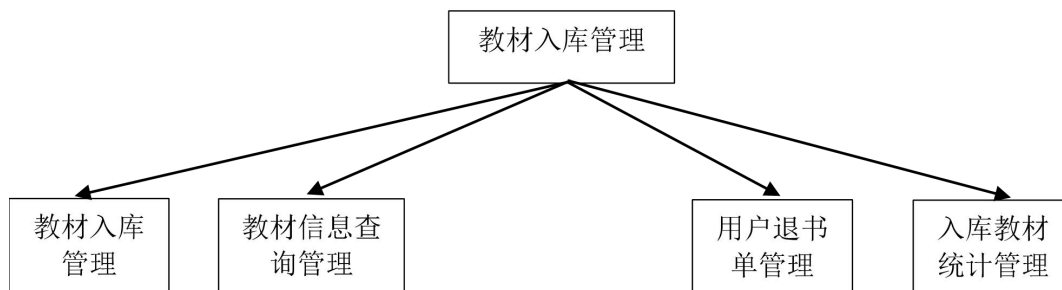 教材入库管理
教材入库
管理
教材信息查
询管理
用户退书
单管理
入库教材
统计管理